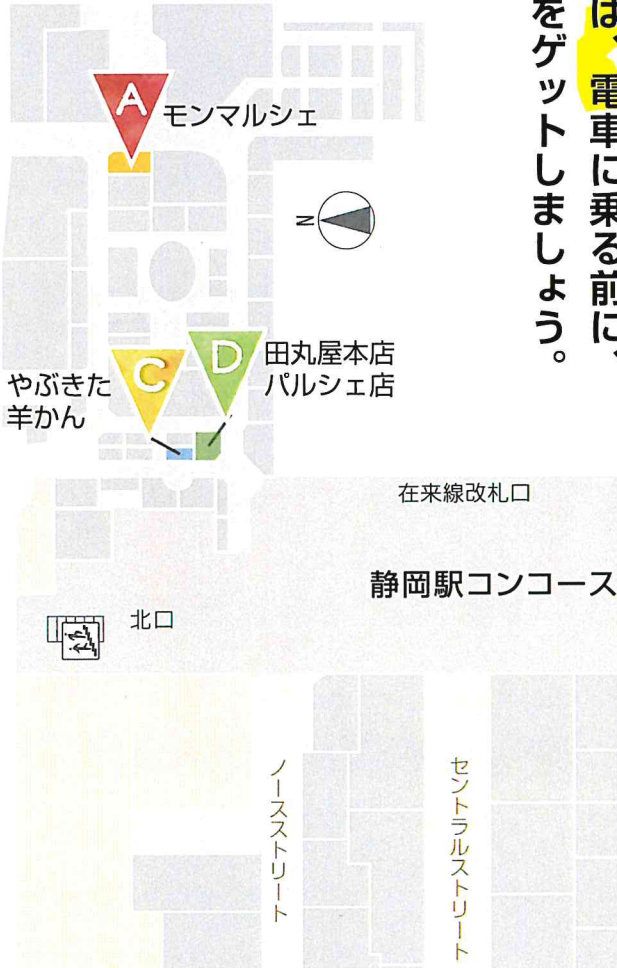 は、電車に乗る前に、
をゲットしましょう。
A
モンマルシェ
N
C
D
やぶきた
羊かん
田丸屋本店
パルシェ店
在来線改札口
静岡駅コンコース
北口
ノースストリート
セントラルストリート